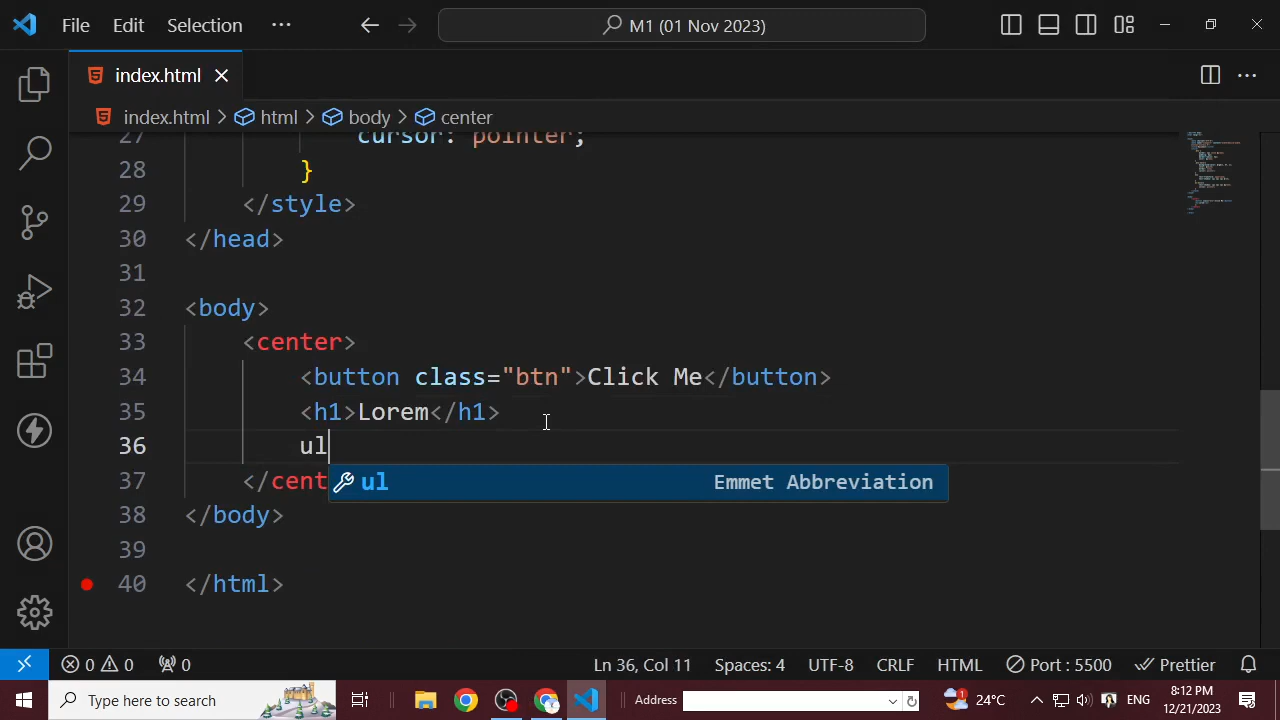 File Edit Selection ··· M1 (01 Nov 2023)
index.html
index.html > html > body > center
27 cursor: pointer;
28 }
29 </style>
30 </head>
31
32 <body>
33 <center>
34 <button class="btn">Click Me</button>
35 <h1>Lorem</h1>
36 ul
ul Emmet Abbreviation
37 </cent
38 </body>
39
40 </html>
0 0 0 Ln 36, Col 11 Spaces: 4 UTF-8 CRLF HTML Port : 5500 Prettier
Type here to search Address 1 24°C ENG 8:12 PM
12/21/2023